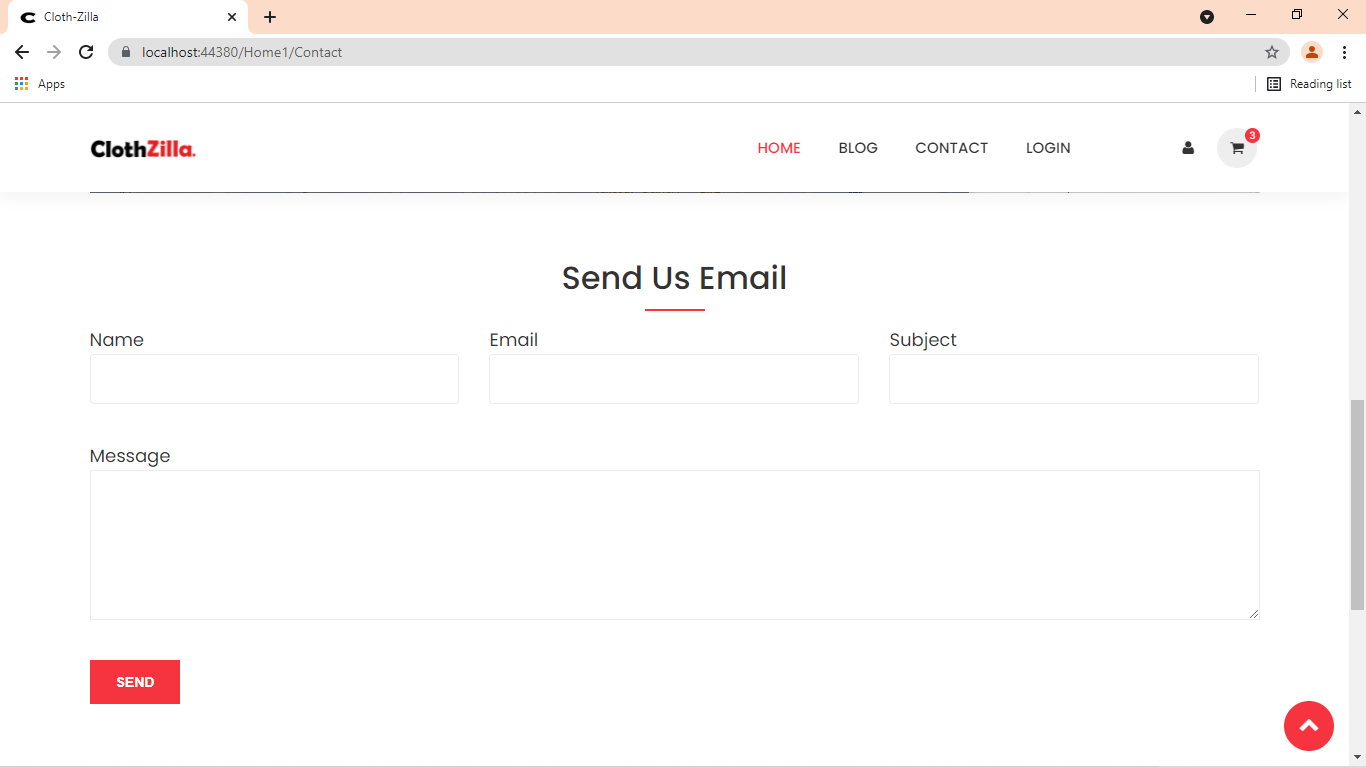 Cloth-Zilla
localhost:44380/Home1/Contact
Apps
Reading list
ClothZilla.
HOME BLOG CONTACT LOGIN
3
Send Us Email
Name Email Subject
Message
SEND